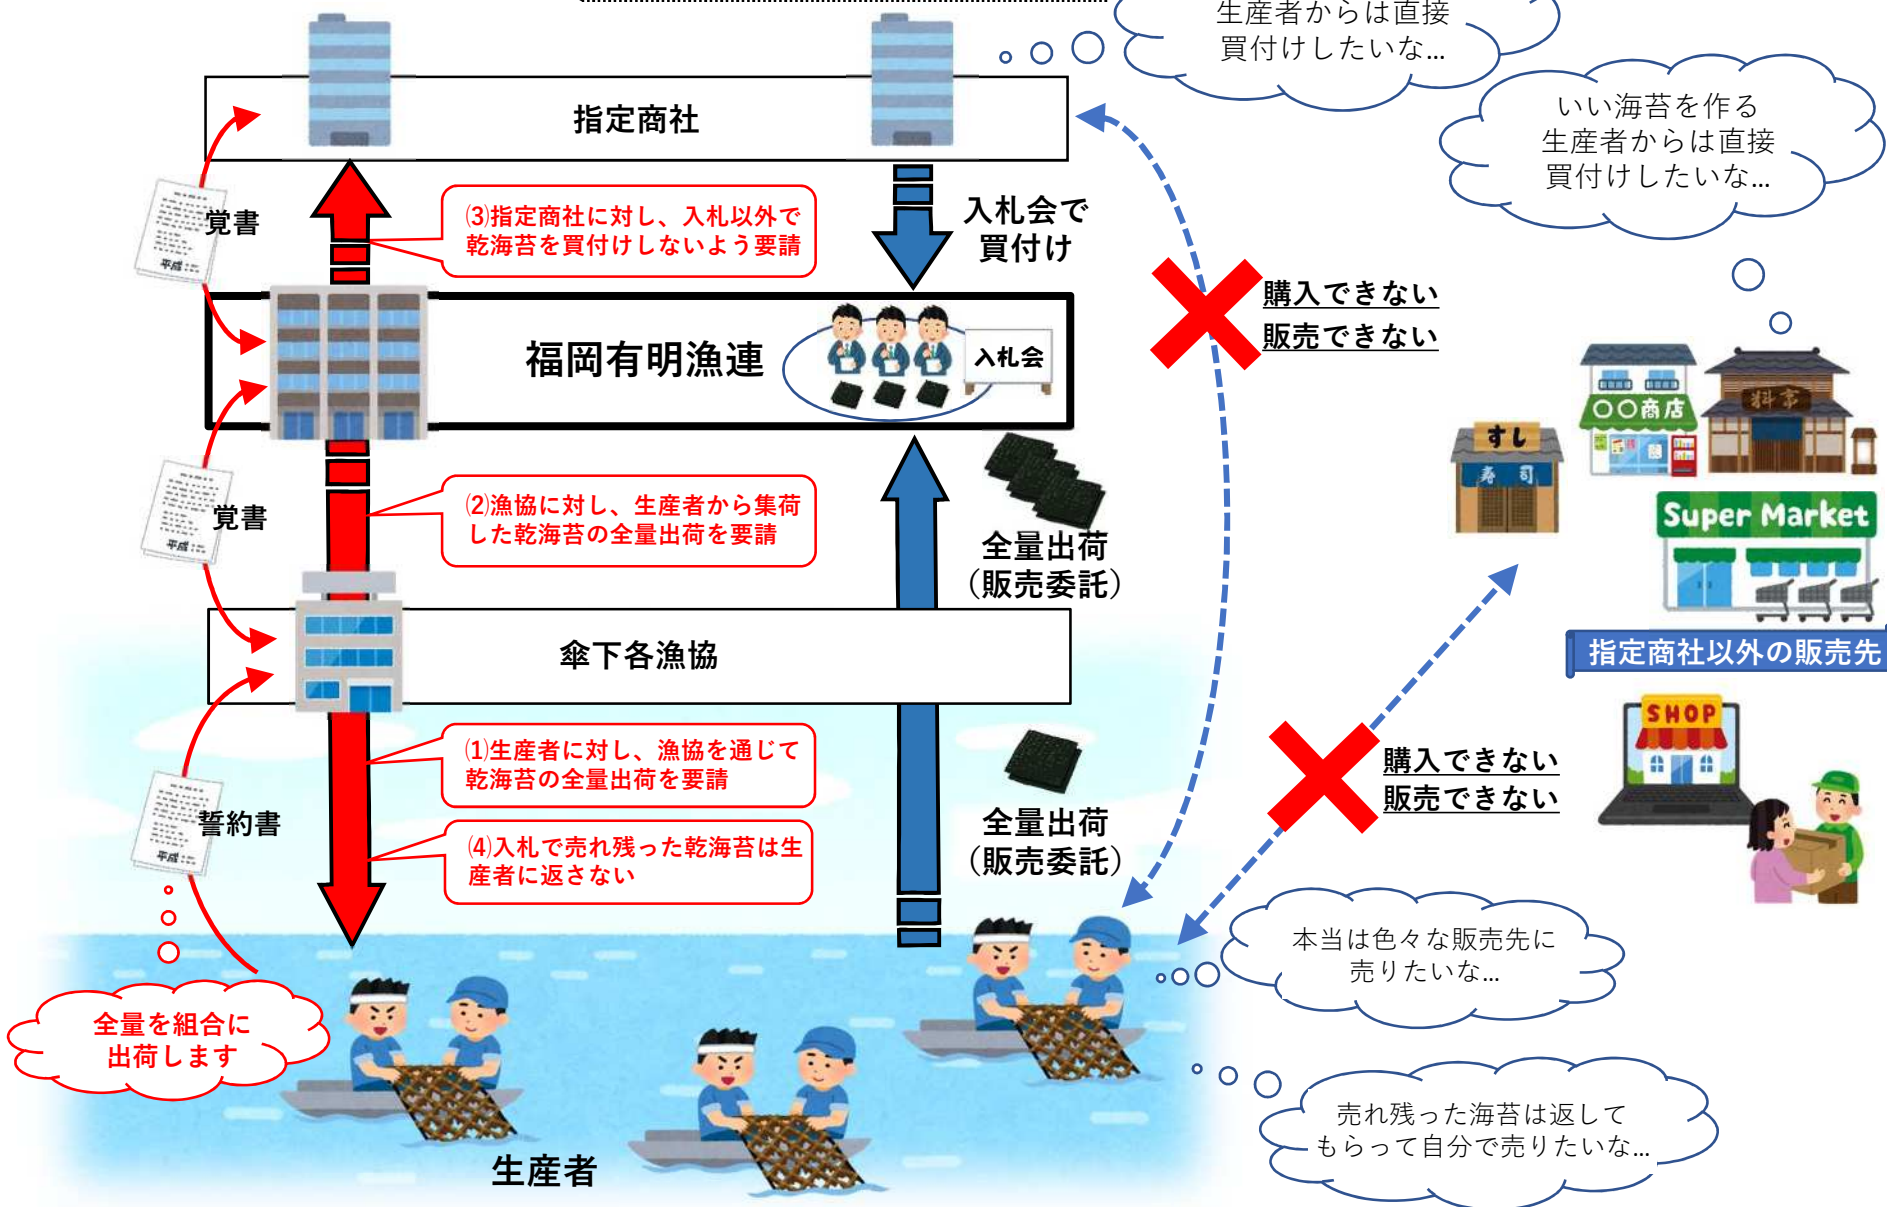 生産者からは直接
買付けしたいな...
いい海苔を作る
生産者からは直接
買付けしたいな...
指定商社
覚書
平成
⑶指定商社に対し、入札以外で
乾海苔を買付けしないよう要請
入札会で
買付け
購入できない
販売できない
福岡有明漁連
入札会
〇〇商店
料亭
すし
寿司
Super Market
覚書
平成
⑵漁協に対し、生産者から集荷
した乾海苔の全量出荷を要請
全量出荷
（販売委託）
傘下各漁協
指定商社以外の販売先
SHOP
⑴生産者に対し、漁協を通じて
乾海苔の全量出荷を要請
誓約書
平成
⑷入札で売れ残った乾海苔は生
産者に返さない
全量出荷
（販売委託）
購入できない
販売できない
本当は色々な販売先に
売りたいな...
全量を組合に
出荷します
売れ残った海苔は返して
もらって自分で売りたいな...
生産者